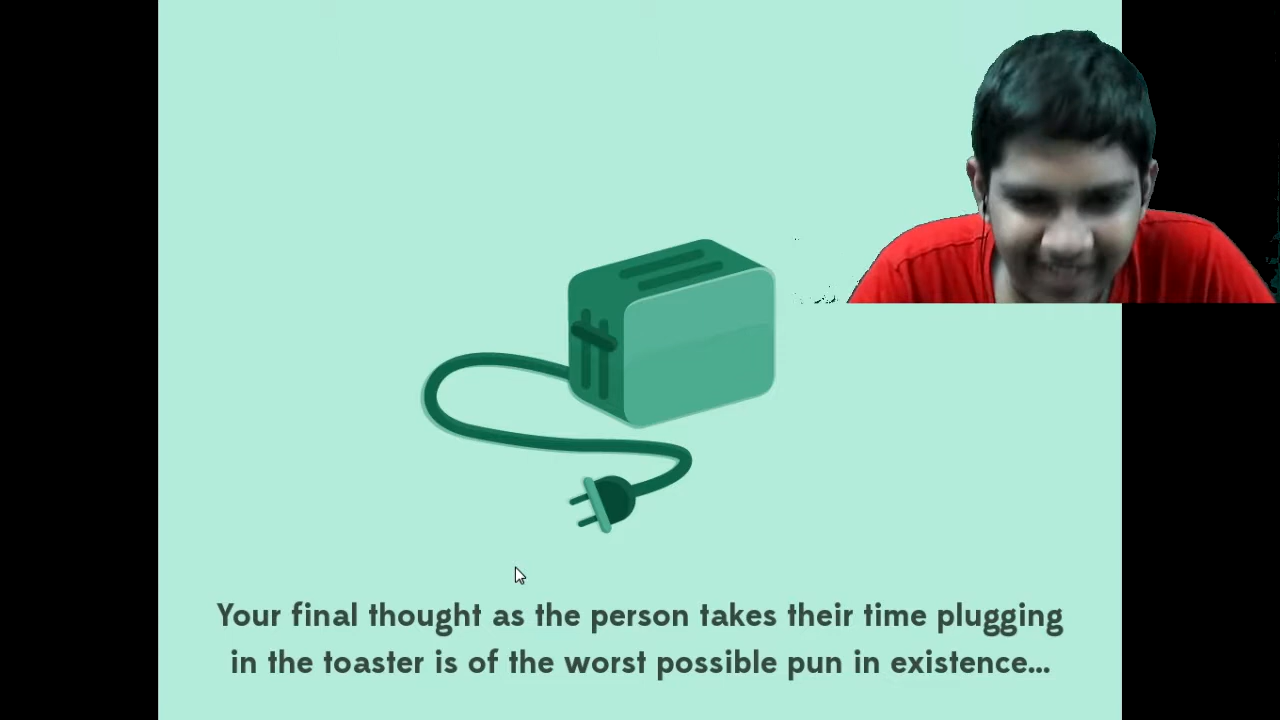 Your final thought as the person takes their time plugging
in the toaster is of the worst possible pun in existence...